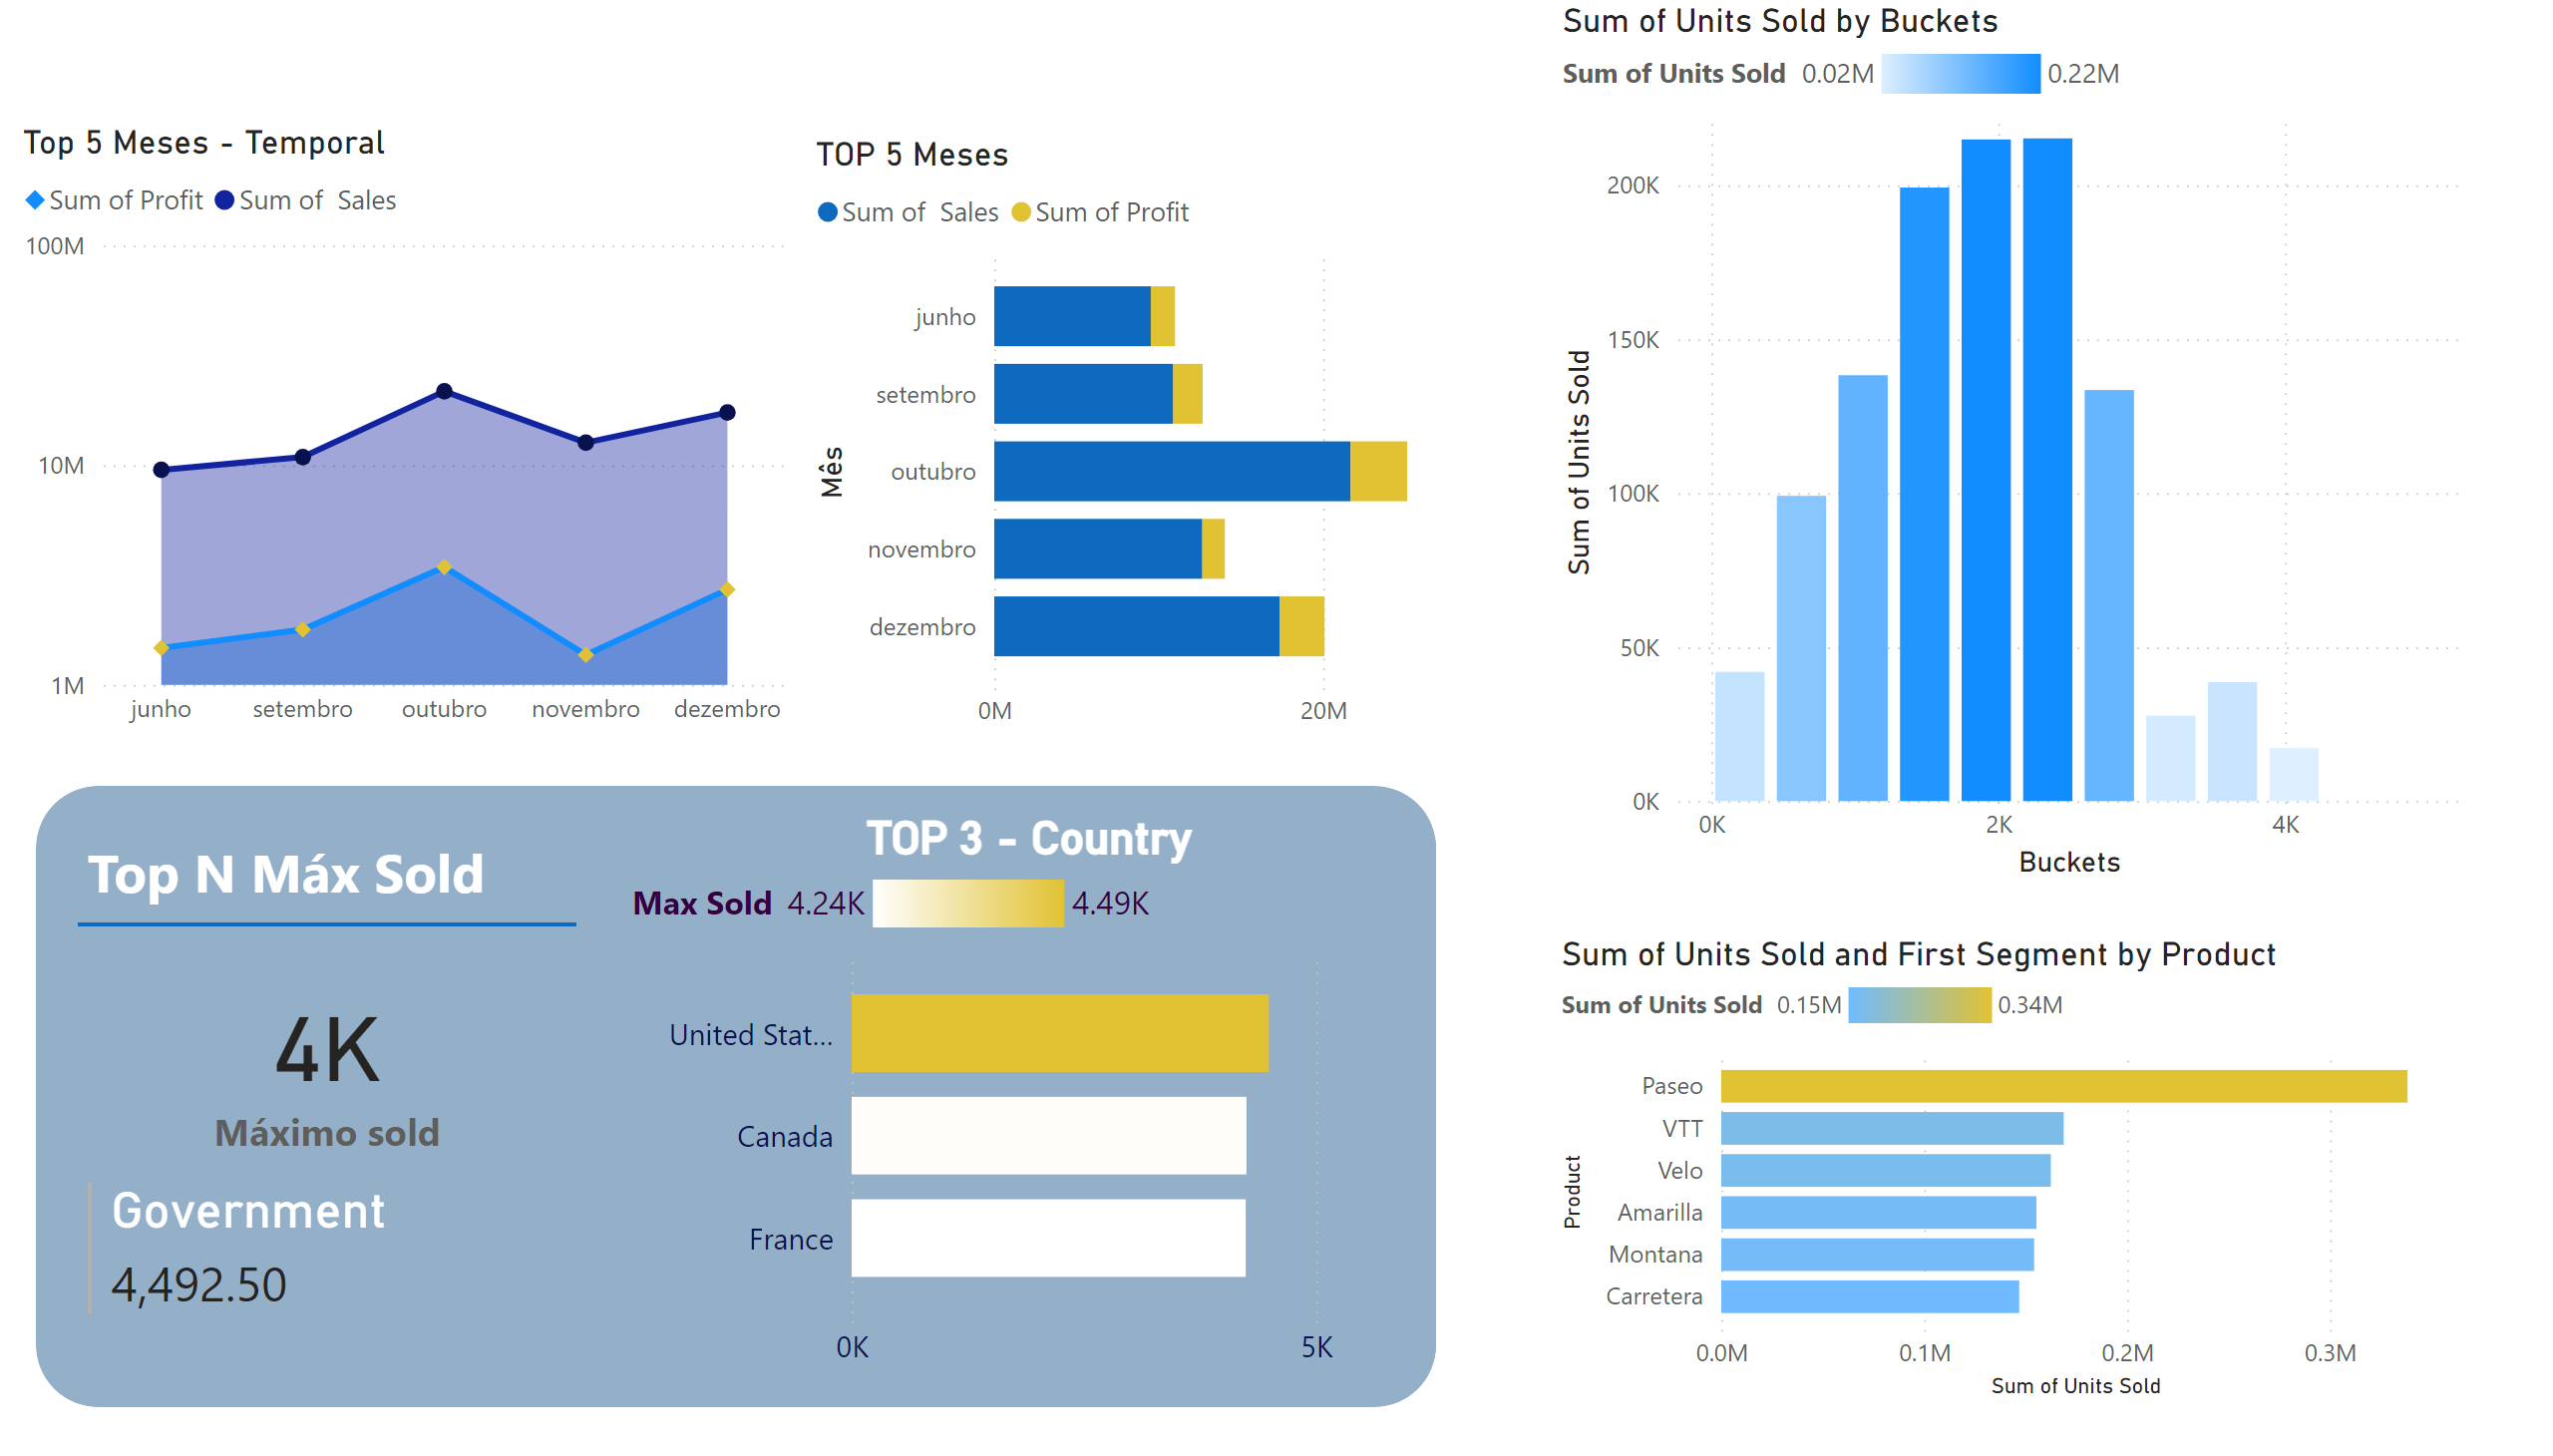 Top 5 Meses - Temporal
Sum of Profit Sum of Sales
100M
10M
1M
junho setembro outubro novembro dezembro
TOP 5 Meses
Sum of Sales Sum of Profit
Mês
junho
setembro
outubro
novembro
dezembro
0M 20M
Sum of Units Sold by Buckets
Sum of Units Sold 0.02M 0.22M
Sum of Units Sold
200K
150K
100K
50K
0K
0K 2K 4K
Buckets
Top N Máx Sold
4K
Máximo sold
Government
4,492.50
TOP 3 - Country
Max Sold 4.24K 4.49K
United Stat...
Canada
France
0K 5K
Sum of Units Sold and First Segment by Product
Sum of Units Sold 0.15M 0.34M
Product
Paseo
VTT
Velo
Amarilla
Montana
Carretera
0.0M 0.1M 0.2M 0.3M
Sum of Units Sold